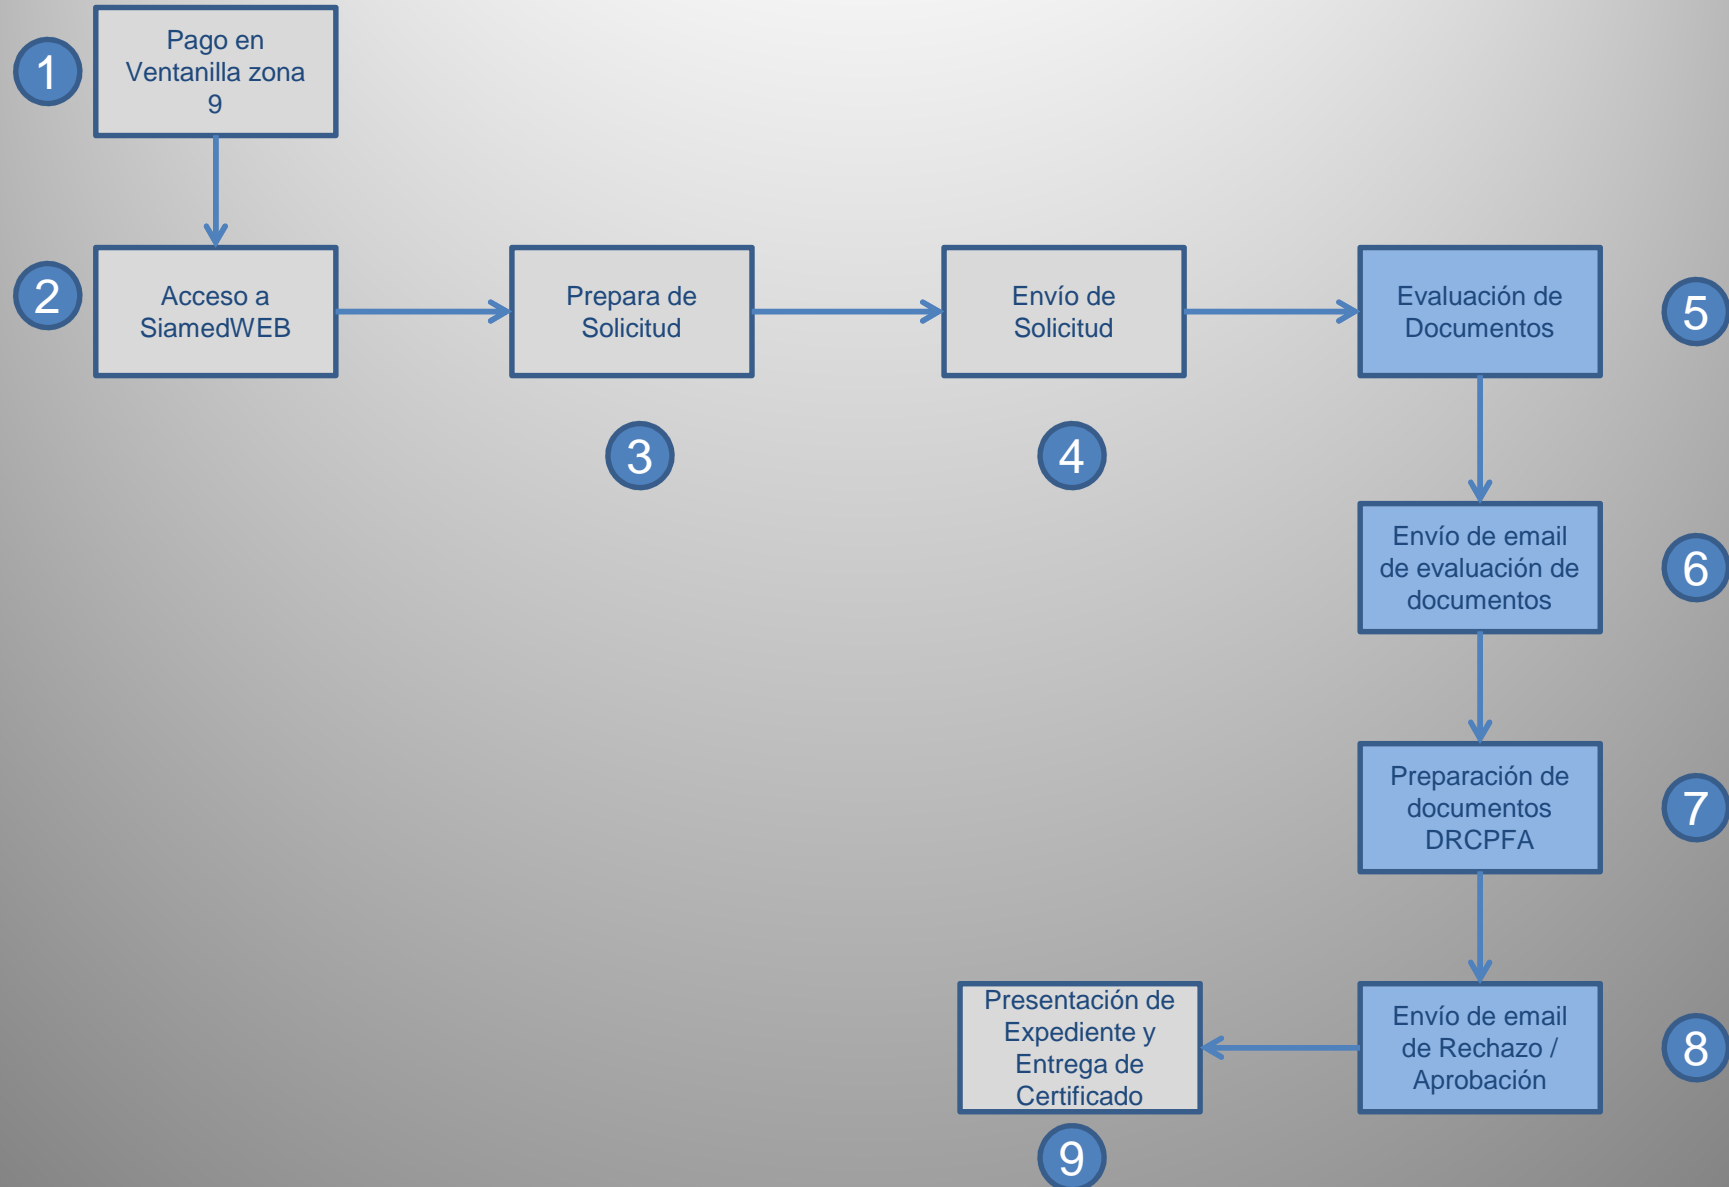 1
Pago en
Ventanilla zona
9
2
Acceso a
SiamedWEB
Prepara de
Solicitud
3
Envío de
Solicitud
4
Evaluación de
Documentos
5
Envío de email
de evaluación de
documentos
6
Preparación de
documentos
DRCPFA
7
Envío de email
de Rechazo /
Aprobación
8
Presentación de
Expediente y
Entrega de
Certificado
9